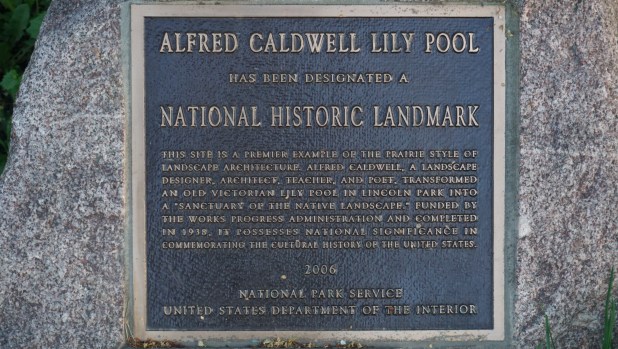 ALFRED CALDWELL LILY POOL
HAS BEEN DESIGNATED A
NATIONAL HISTORIC LANDMARK
THIS SITE IS A PREMIER EXAMPLE OF THE PRAIRIE STYLE OF
LANDSCAPE ARCHITECTURE. ALFRED CALDWELL, A LANDSCAPE
DESIGNER, ARCHITECT, TEACHER, AND POET, TRANSFORMED
AN OLD VICTORIAN LILY POOL IN LINCOLN PARK INTO
A "SANCTUARY OF THE NATIVE LANDSCAPE." FUNDED BY
THE WORKS PROGRESS ADMINISTRATION AND COMPLETED
IN 1938, IT POSSESSES NATIONAL SIGNIFICANCE IN
COMMEMORATING THE CULTURAL HISTORY OF THE UNITED STATES.
2006
NATIONAL PARK SERVICE
UNITED STATES DEPARTMENT OF THE INTERIOR